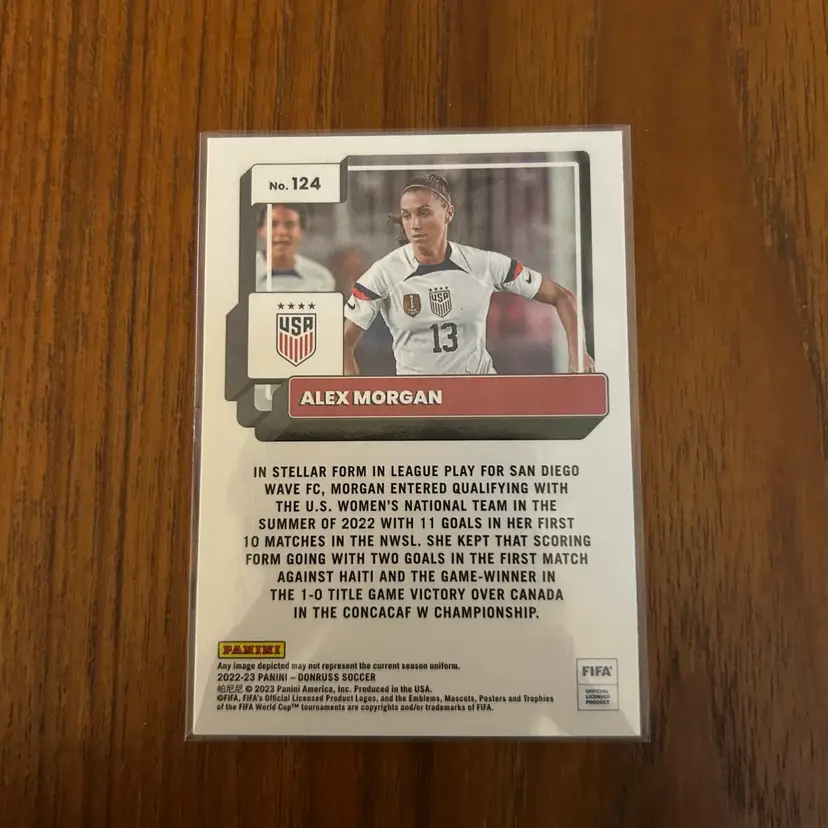 No. 124
USA
USA
13
ALEX MORGAN
IN STELLAR FORM IN LEAGUE PLAY FOR SAN DIEGO
WAVE FC, MORGAN ENTERED QUALIFYING WITH
THE U.S. WOMEN'S NATIONAL TEAM IN THE
SUMMER OF 2022 WITH 11 GOALS IN HER FIRST
10 MATCHES IN THE NWSL. SHE KEPT THAT SCORING
FORM GOING WITH TWO GOALS IN THE FIRST MATCH
AGAINST HAITI AND THE GAME-WINNER IN
THE 1-0 TITLE GAME VICTORY OVER CANADA
IN THE CONCACAF W CHAMPIONSHIP.
PANINI
Any image depicted may not represent the current season uniform.
2022-23 PANINI – DONRUSS SOCCER
帕尼尼 © 2023 Panini America, Inc. Produced in the USA.
©FIFA, FIFA's Official Licensed Product Logos, and the Emblems, Mascots, Posters and Trophies
of the FIFA World Cup™ tournaments are copyrights and/or trademarks of FIFA.
FIFA
OFFICIAL
LICENSED
PRODUCT